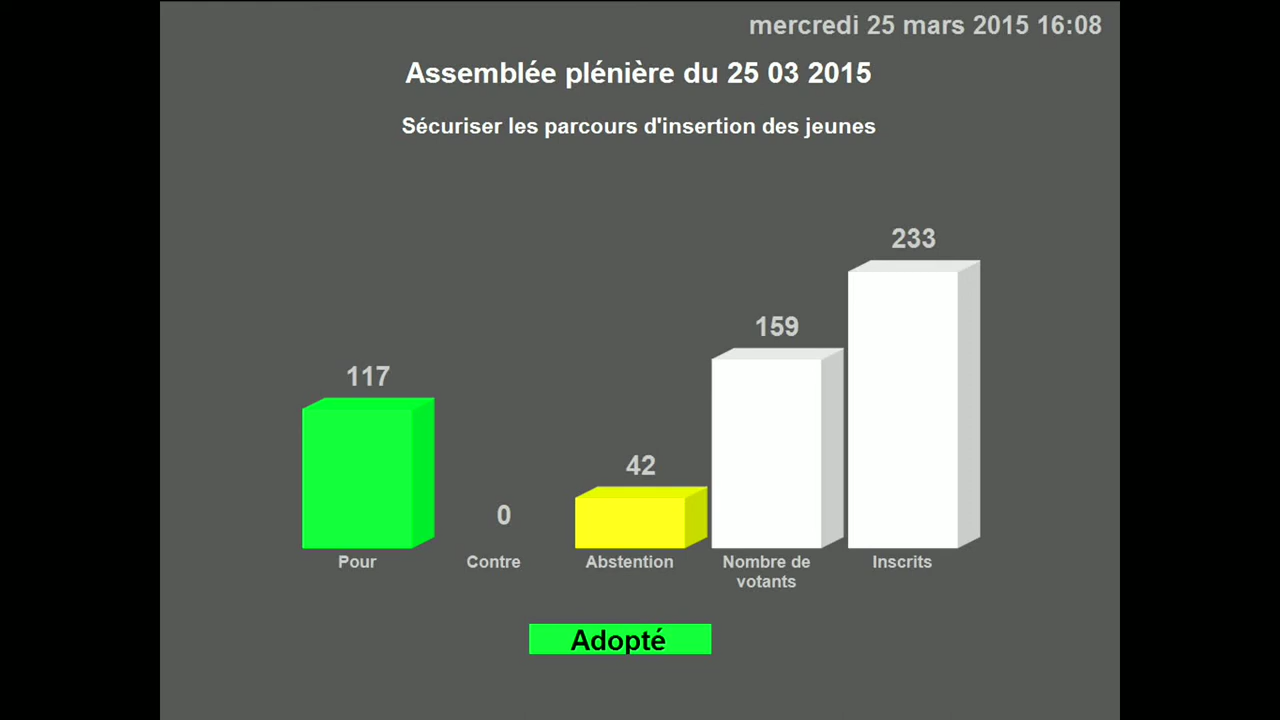 mercredi 25 mars 2015 16:08
Assemblée plénière du 25 03 2015
Sécuriser les parcours d'insertion des jeunes
233
159
117
42
0
Pour
Contre
Abstention
Nombre de
votants
Inscrits
Adopté